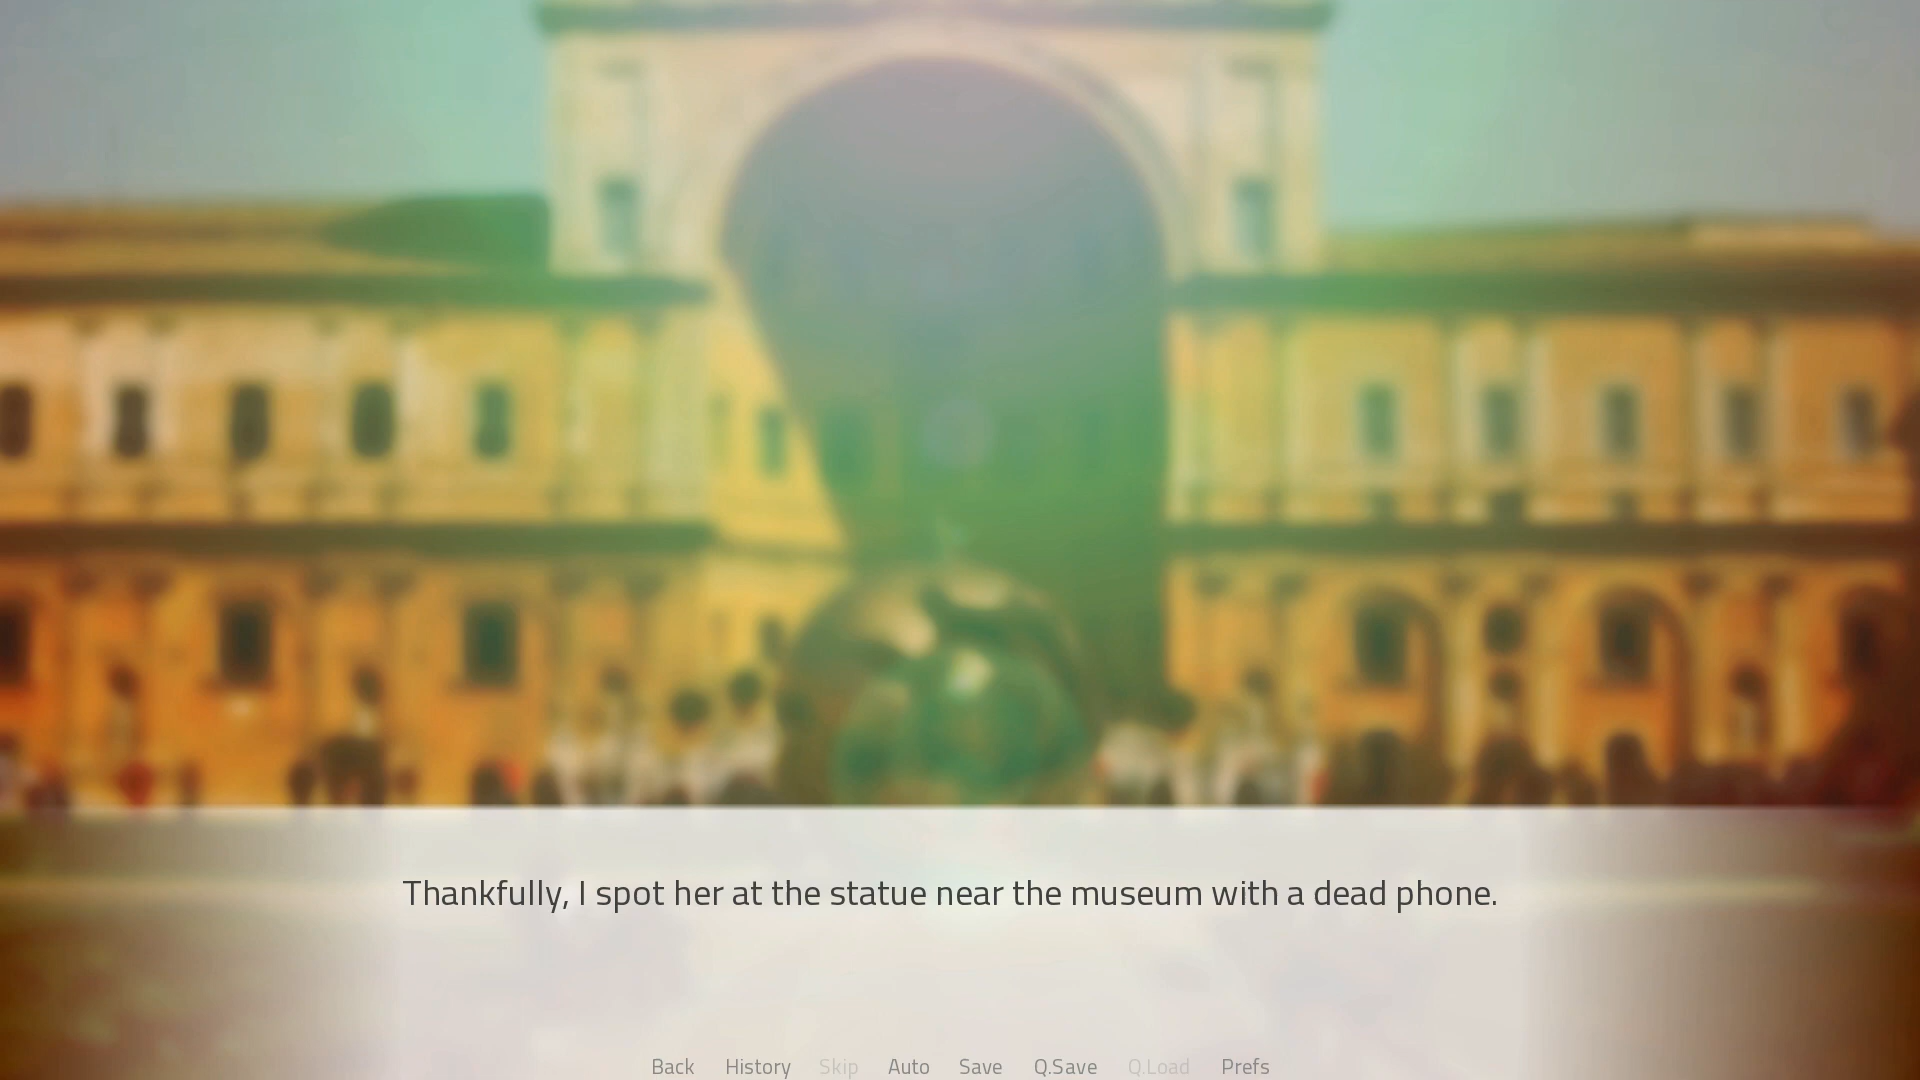 Thankfully, I spot her at the statue near the museum with a dead phone.
Back History Skip Auto Save Q.Save Q.Load Prefs